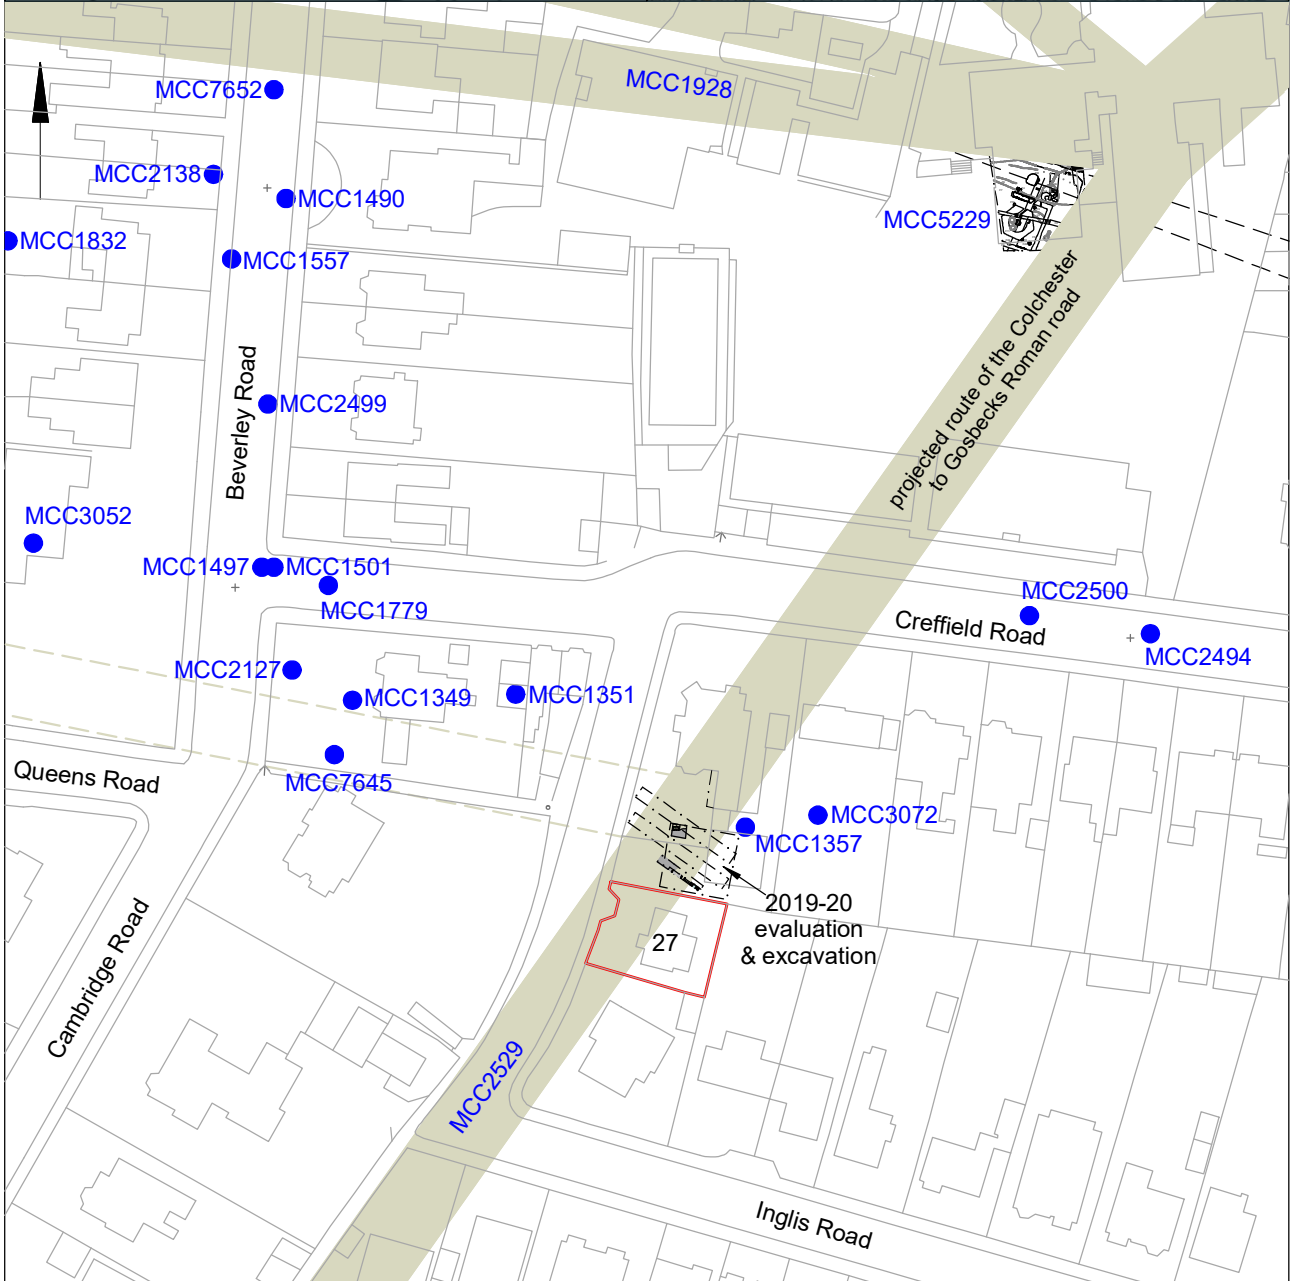 MCC7652
MCC1928
MCC2138
MCC1490
MCC5229
MCC1832
MCC1557
projected route of the Colchester
to Gosbecks Roman road
Beverley Road
MCC2499
MCC3052
MCC1497
MCC1501
MCC1779
MCC2500
Creffield Road
MCC2494
MCC2127
MCC1349
MCC1351
Queens Road
MCC7645
MCC3072
MCC1357
2019-20
evaluation
& excavation
27
Cambridge Road
MCC2529
Inglis Road